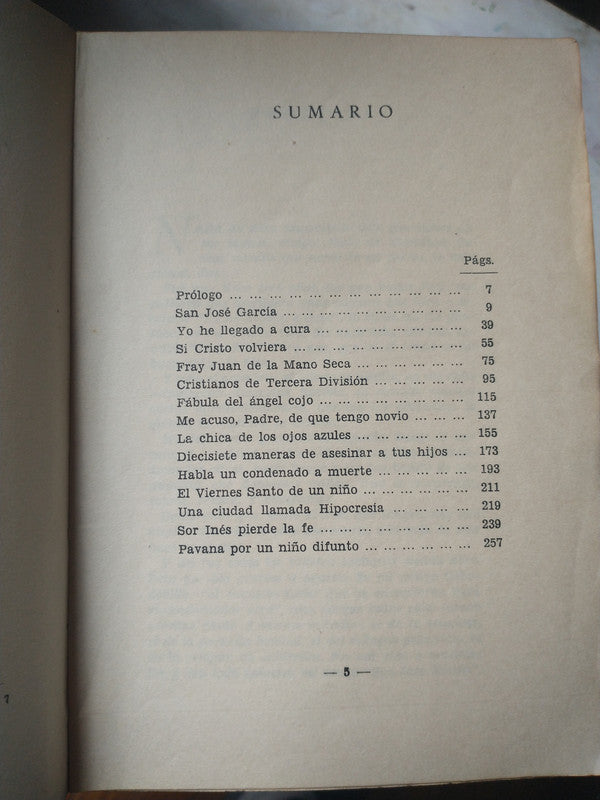 SUMARIO
Págs.
Prólogo ... ... ... ... ... ... ... ... ... ... ... ... 7
San José García ... ... ... ... ... ... ... ... ... 9
Yo he llegado a cura ... ... ... ... ... ... ... ... 39
Si Cristo volviera ... ... ... ... ... ... ... ... ... 55
Fray Juan de la Mano Seca ... ... ... ... ... ... 75
Cristianos de Tercera División ... ... ... ... ... 95
Fábula del ángel cojo ... ... ... ... ... ... ... ... 115
Me acuso, Padre, de que tengo novio ... ... ... 137
La chica de los ojos azules ... ... ... ... ... ... 155
Diecisiete maneras de asesinar a tus hijos ... 173
Habla un condenado a muerte ... ... ... ... ... 193
El Viernes Santo de un niño ... ... ... ... ... 211
Una ciudad llamada Hipocresía ... ... ... ... 219
Sor Inés pierde la fe ... ... ... ... ... ... ... ... 239
Pavana por un niño difunto ... ... ... ... ... ... 257
— 5 —
7